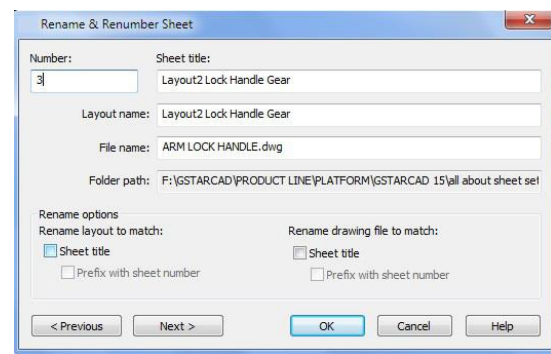 Rename & Renumber Sheet
Number: Sheet title:
3 Layout2 Lock Handle Gear
Layout name: Layout2 Lock Handle Gear
File name: ARM LOCK HANDLE.dwg
Folder path: F:\GSTARCAD\PRODUCT LINE\PLATFORM\GSTARCAD 15\all about sheet set
Rename options
Rename layout to match: Rename drawing file to match:
Sheet title Sheet title
Prefix with sheet number Prefix with sheet number
< Previous Next > OK Cancel Help